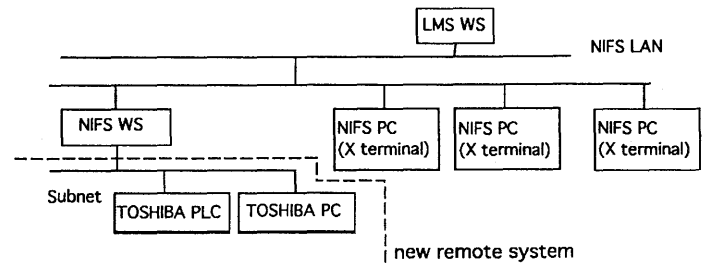 LMS WS
NIFS LAN
NIFS WS
NIFS PC
(X terminal)
NIFS PC
(X terminal)
NIFS PC
(X terminal)
Subnet
TOSHIBA PLC
TOSHIBA PC
new remote system